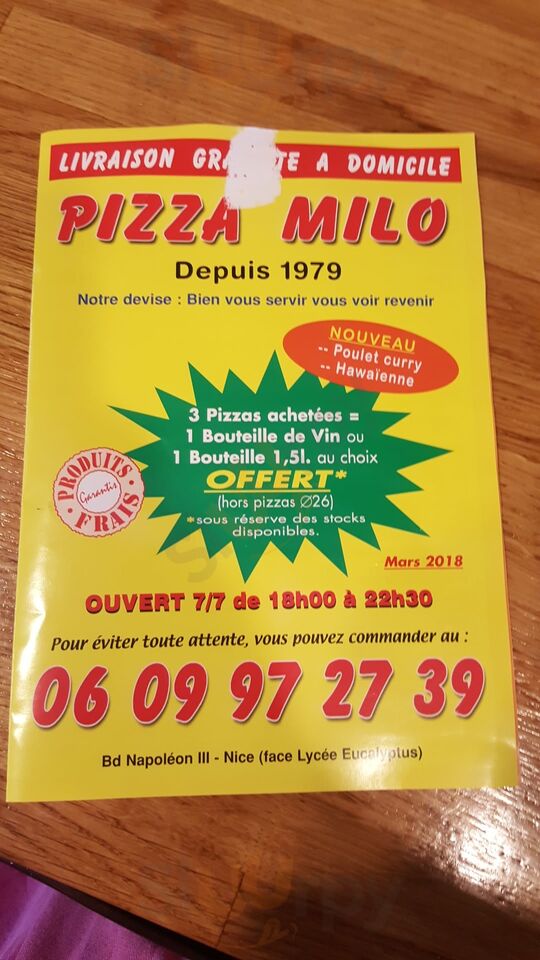 LIVRAISON GR TE A DOMICILE
PIZZA MILO
Depuis 1979
Notre devise : Bien vous servir vous voir revenir
NOUVEAU
-- Poulet curry
-- Hawaïenne
3 Pizzas achetées =
1 Bouteille de Vin ou
1 Bouteille 1,5l. au choix
OFFERT*
(hors pizzas Ø26)
*sous réserve des stocks
disponibles.
PRODUITS
Garantis
FRAIS
Mars 2018
OUVERT 7/7 de 18h00 à 22h30
Pour éviter toute attente, vous pouvez commander au :
06 09 97 27 39
Bd Napoléon III - Nice (face Lycée Eucalyptus)